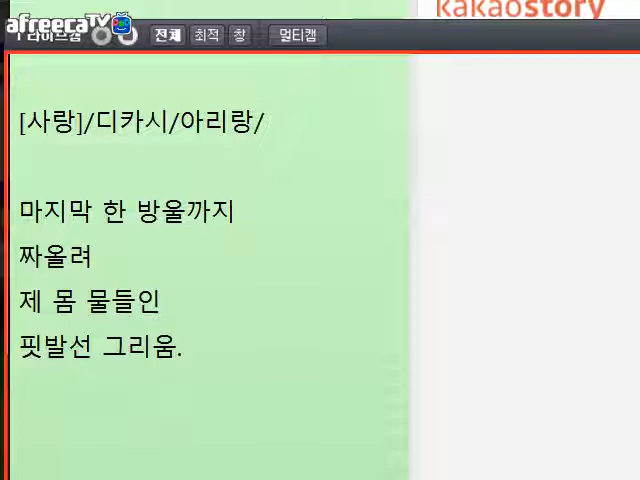 kakaostory
afreecaTV
전체 최적 창 멀티캠
[사랑]/디카시/아리랑/
마지막 한 방울까지
짜올려
제 몸 물들인
핏발선 그리움.